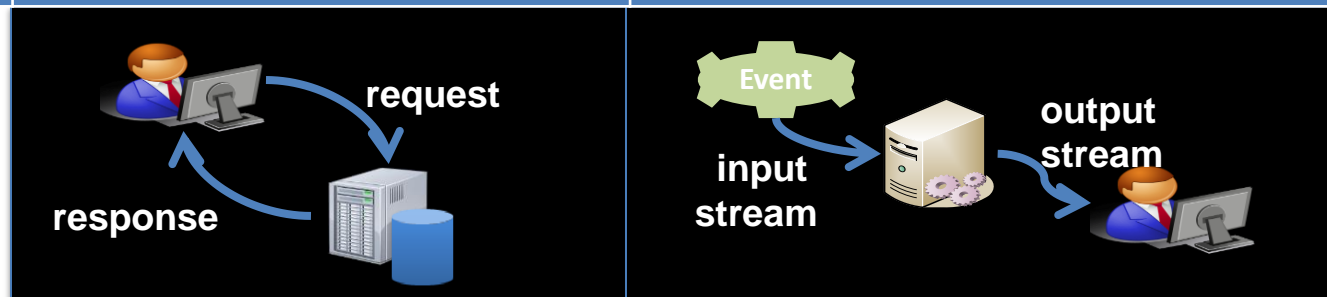 request
response
Event
input
stream
output
stream